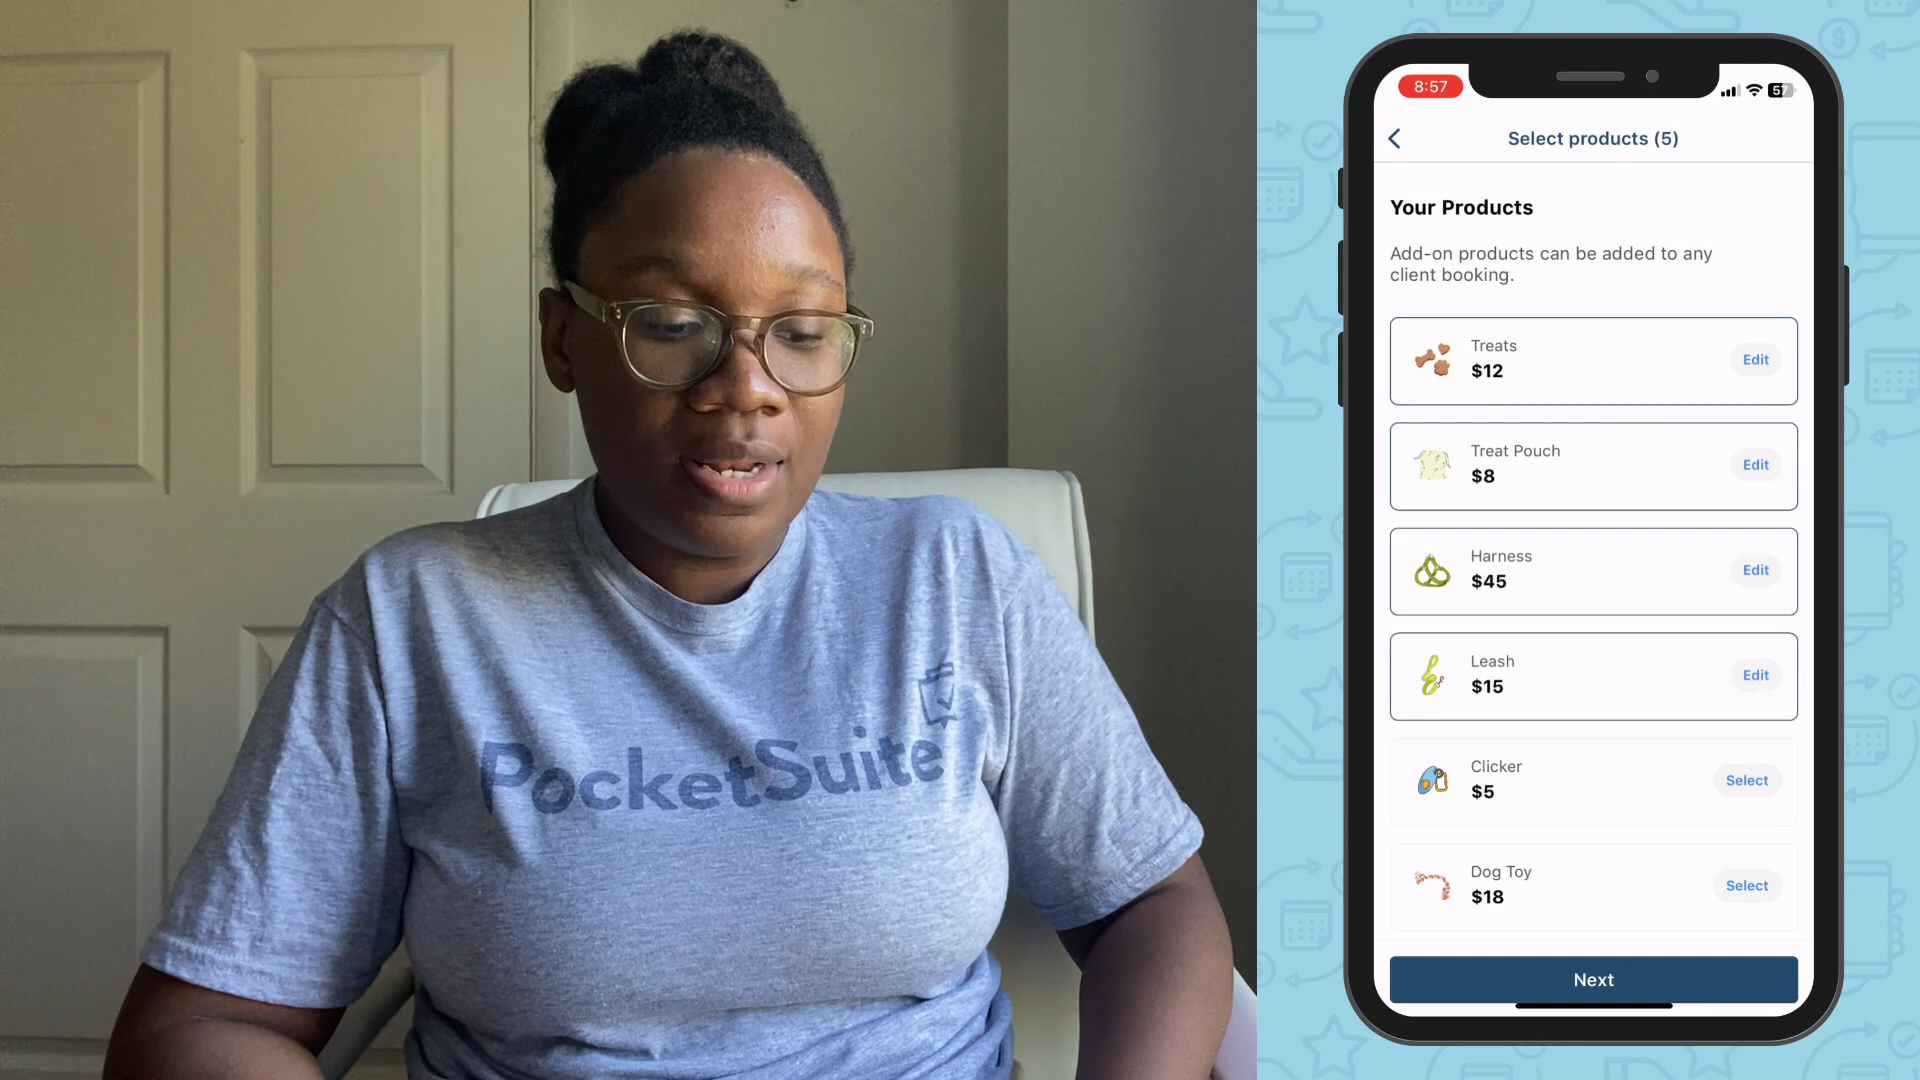 PocketSuite
8:57
57
Select products (5)
Your Products
Add-on products can be added to any
client booking.
Treats
$12
Edit
Treat Pouch
$8
Edit
Harness
$45
Edit
Leash
$15
Edit
Clicker
$5
Select
Dog Toy
$18
Select
Next